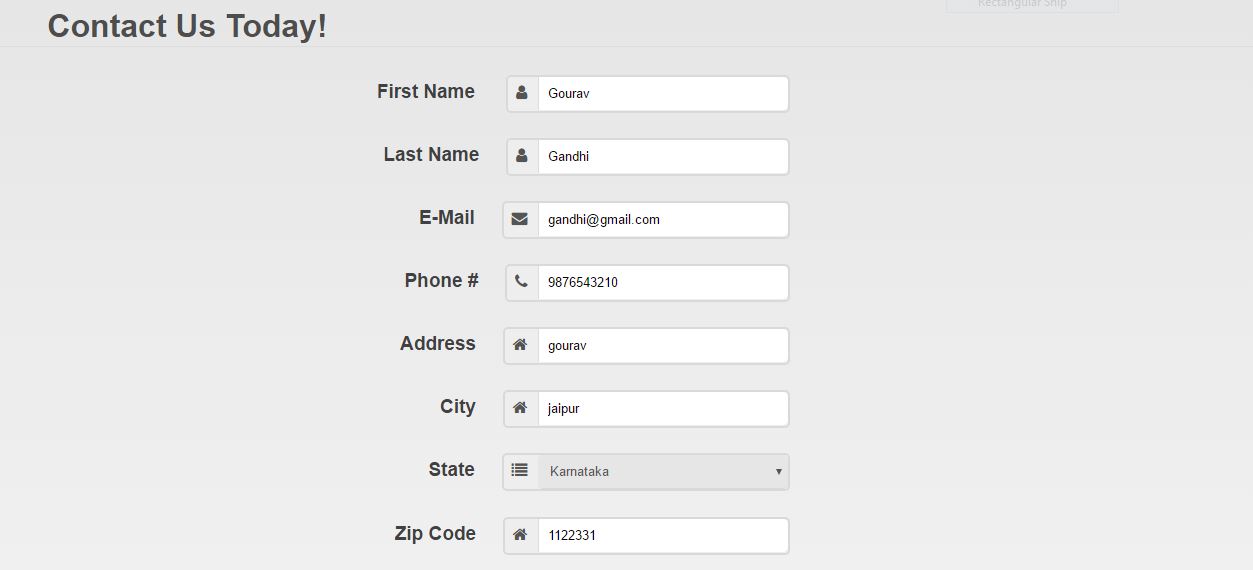 Rectangular Snip
Contact Us Today!
First Name Gourav
Last Name Gandhi
E-Mail gandhi@gmail.com
Phone # 9876543210
Address gourav
City jaipur
State Karnataka
Zip Code 1122331